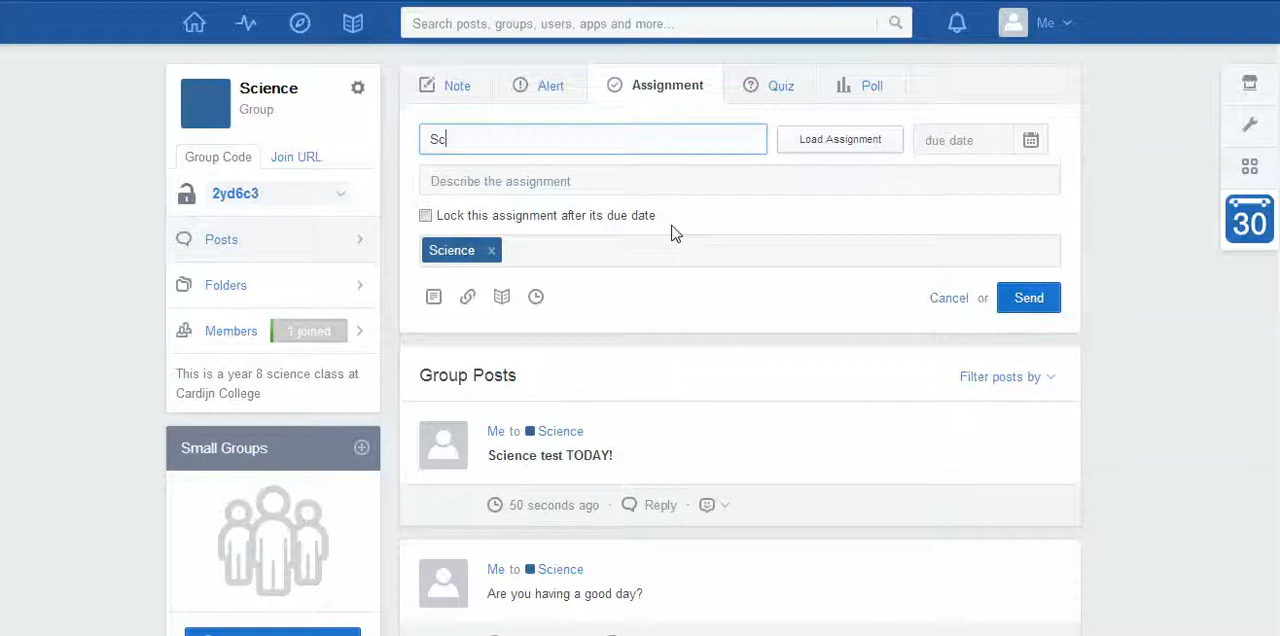 Search posts, groups, users, apps and more...
Me
Science
Group
Group Code
Join URL
2yd6c3
Posts
Folders
Members
1 joined
This is a year 8 science class at
Cardijn College
Small Groups
Note
Alert
Assignment
Quiz
Poll
Sc
Load Assignment
due date
Describe the assignment
Lock this assignment after its due date
Science x
Cancel or Send
Group Posts
Filter posts by
Me to Science
Science test TODAY!
50 seconds ago · Reply ·
Me to Science
Are you having a good day?
30